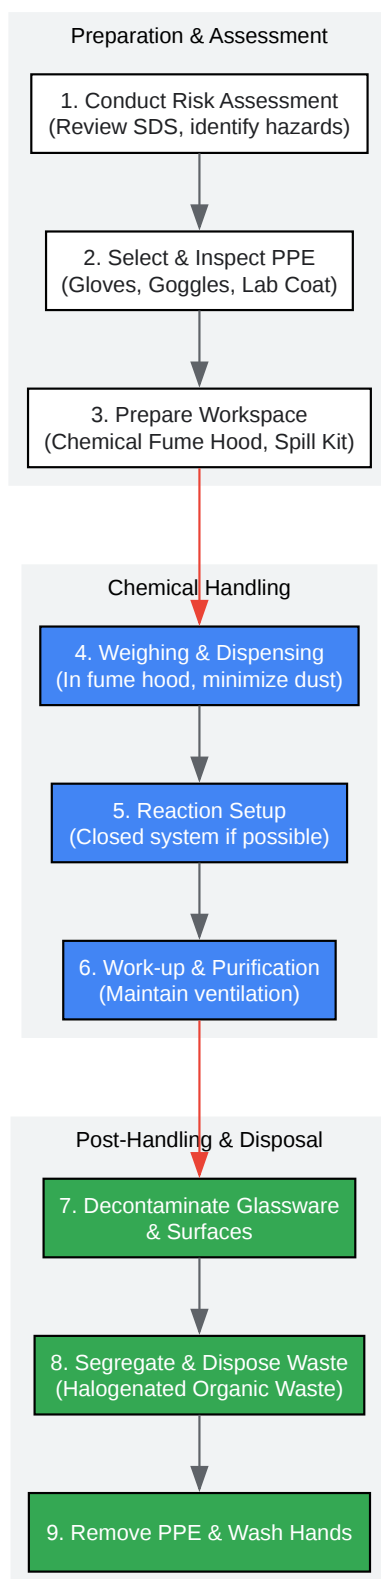 Preparation & Assessment
1. Conduct Risk Assessment
(Review SDS, identify hazards)
2. Select & Inspect PPE
(Gloves, Goggles, Lab Coat)
3. Prepare Workspace
(Chemical Fume Hood, Spill Kit)
Chemical Handling
4. Weighing & Dispensing
(In fume hood, minimize dust)
5. Reaction Setup
(Closed system if possible)
6. Work-up & Purification
(Maintain ventilation)
Post-Handling & Disposal
7. Decontaminate Glassware
& Surfaces
8. Segregate & Dispose Waste
(Halogenated Organic Waste)
9. Remove PPE & Wash Hands